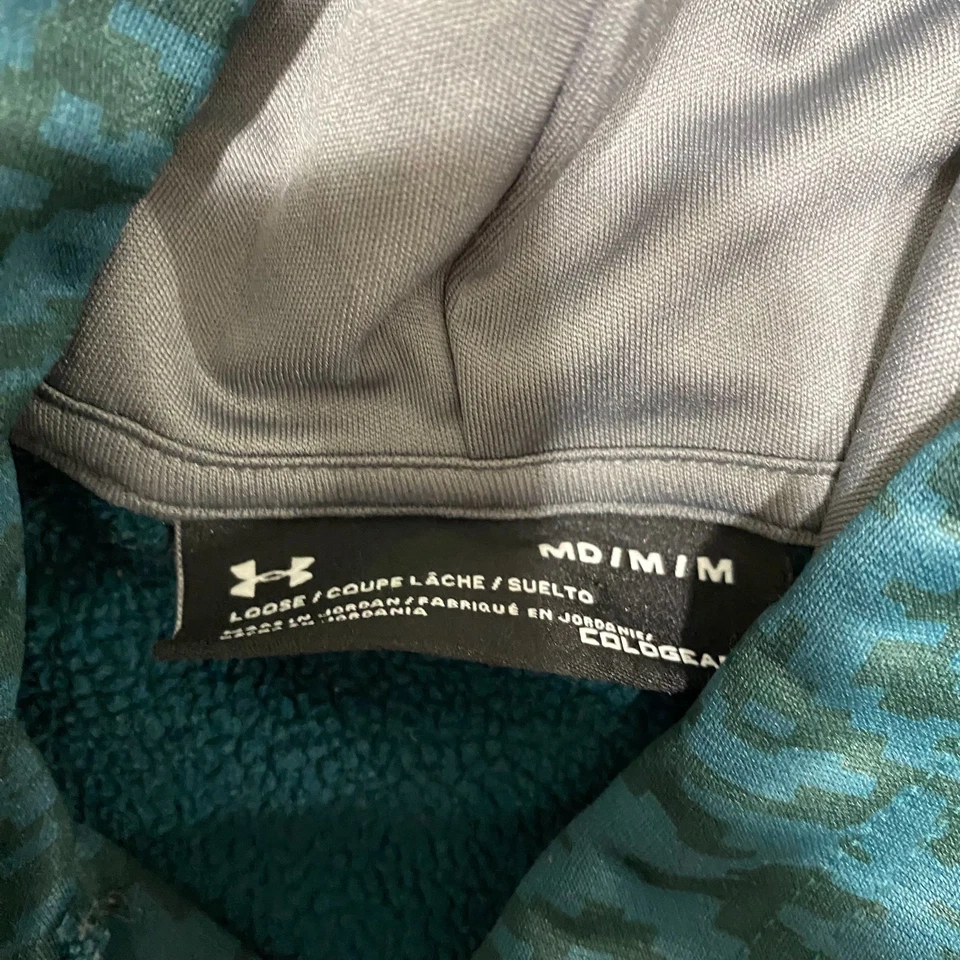 MD/M/M
LOOSE/COUPE LÂCHE/SUELTO
MADE IN JORDAN/FABRIQUÉ EN JORDANIE/
HECHO EN JORDANIA
COLDGEAR